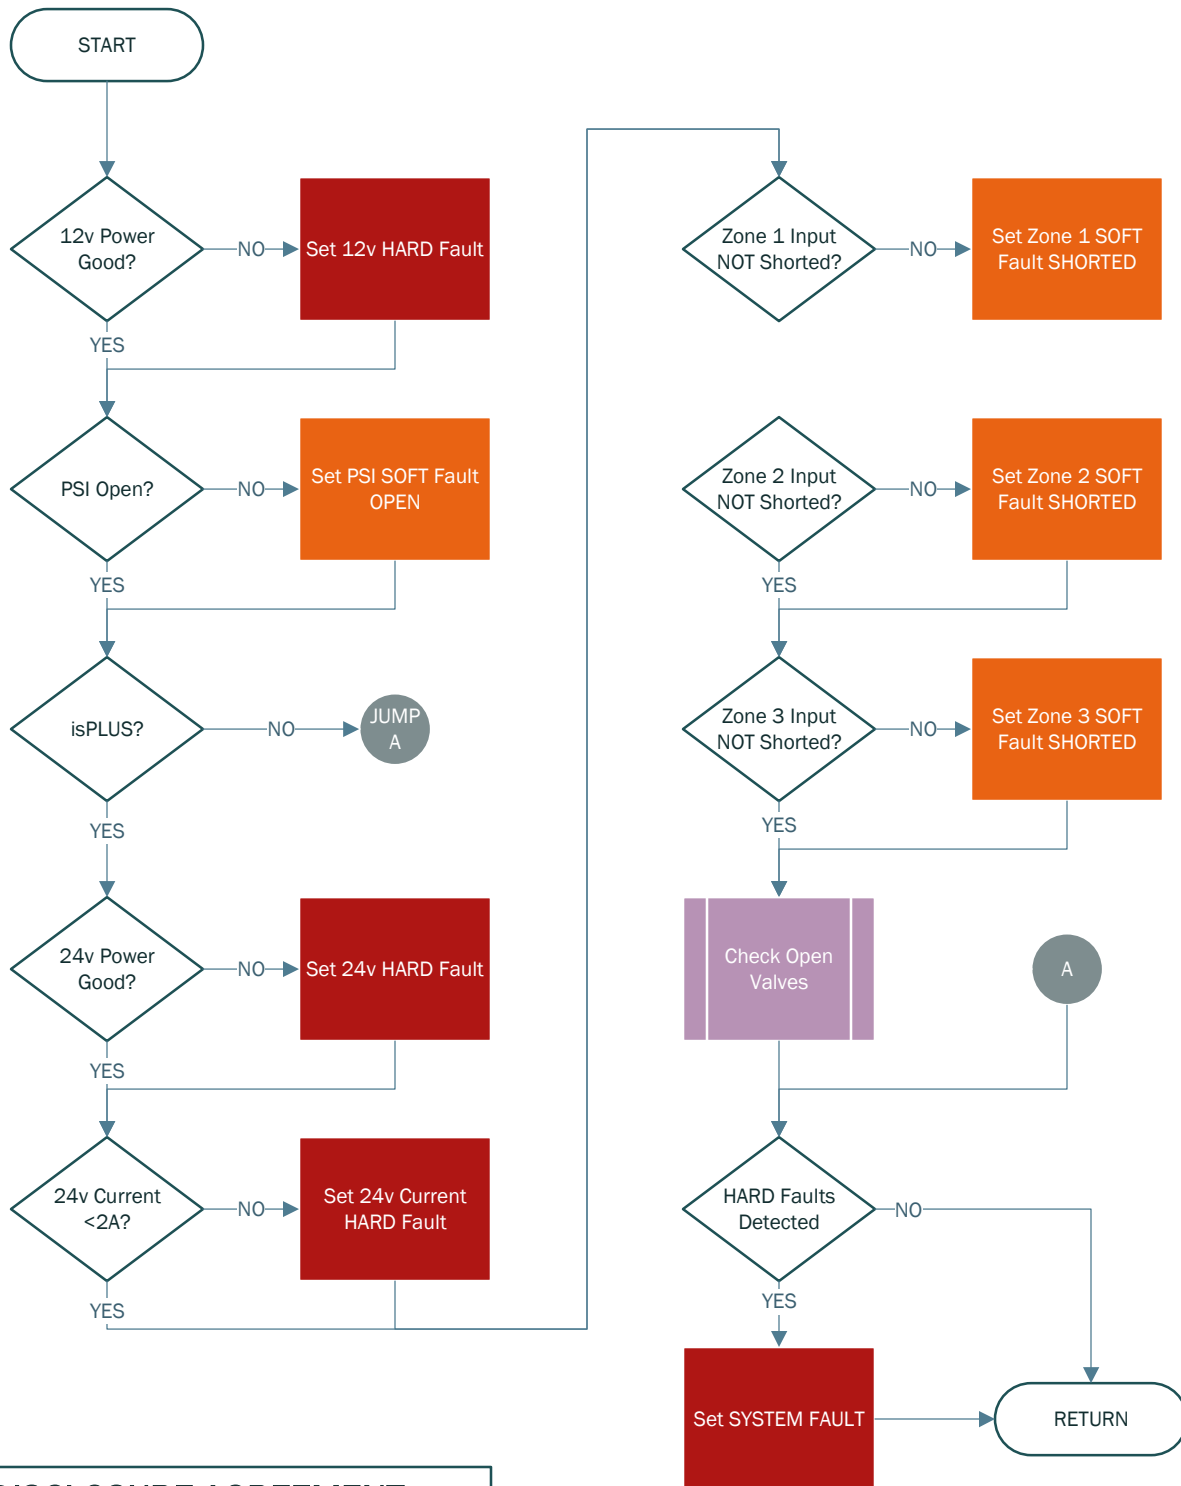 START
12v Power
Good?
NO
Set 12v HARD Fault
YES
PSI Open?
NO
Set PSI SOFT Fault
OPEN
YES
isPLUS?
NO
JUMP
A
YES
24v Power
Good?
NO
Set 24v HARD Fault
YES
24v Current
<2A?
NO
Set 24v Current
HARD Fault
YES
Zone 1 Input
NOT Shorted?
NO
Set Zone 1 SOFT
Fault SHORTED
Zone 2 Input
NOT Shorted?
NO
Set Zone 2 SOFT
Fault SHORTED
YES
Zone 3 Input
NOT Shorted?
NO
Set Zone 3 SOFT
Fault SHORTED
YES
Check Open
Valves
A
HARD Faults
Detected
NO
YES
Set SYSTEM FAULT
RETURN
DISCLOSURE AGREEMENT